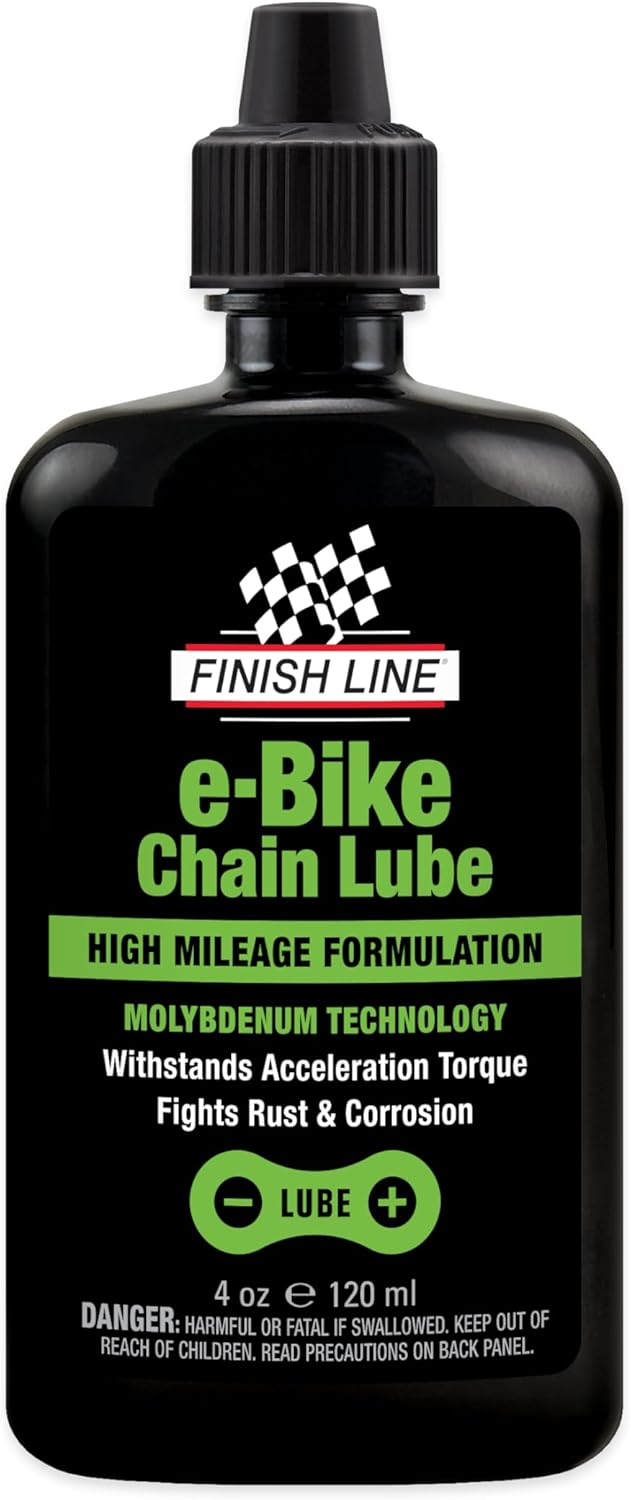 FINISH LINE®
e-Bike
Chain Lube
HIGH MILEAGE FORMULATION
MOLYBDENUM TECHNOLOGY
Withstands Acceleration Torque
Fights Rust & Corrosion
− LUBE +
4 oz ℮ 120 ml
DANGER: HARMFUL OR FATAL IF SWALLOWED. KEEP OUT OF
REACH OF CHILDREN. READ PRECAUTIONS ON BACK PANEL.